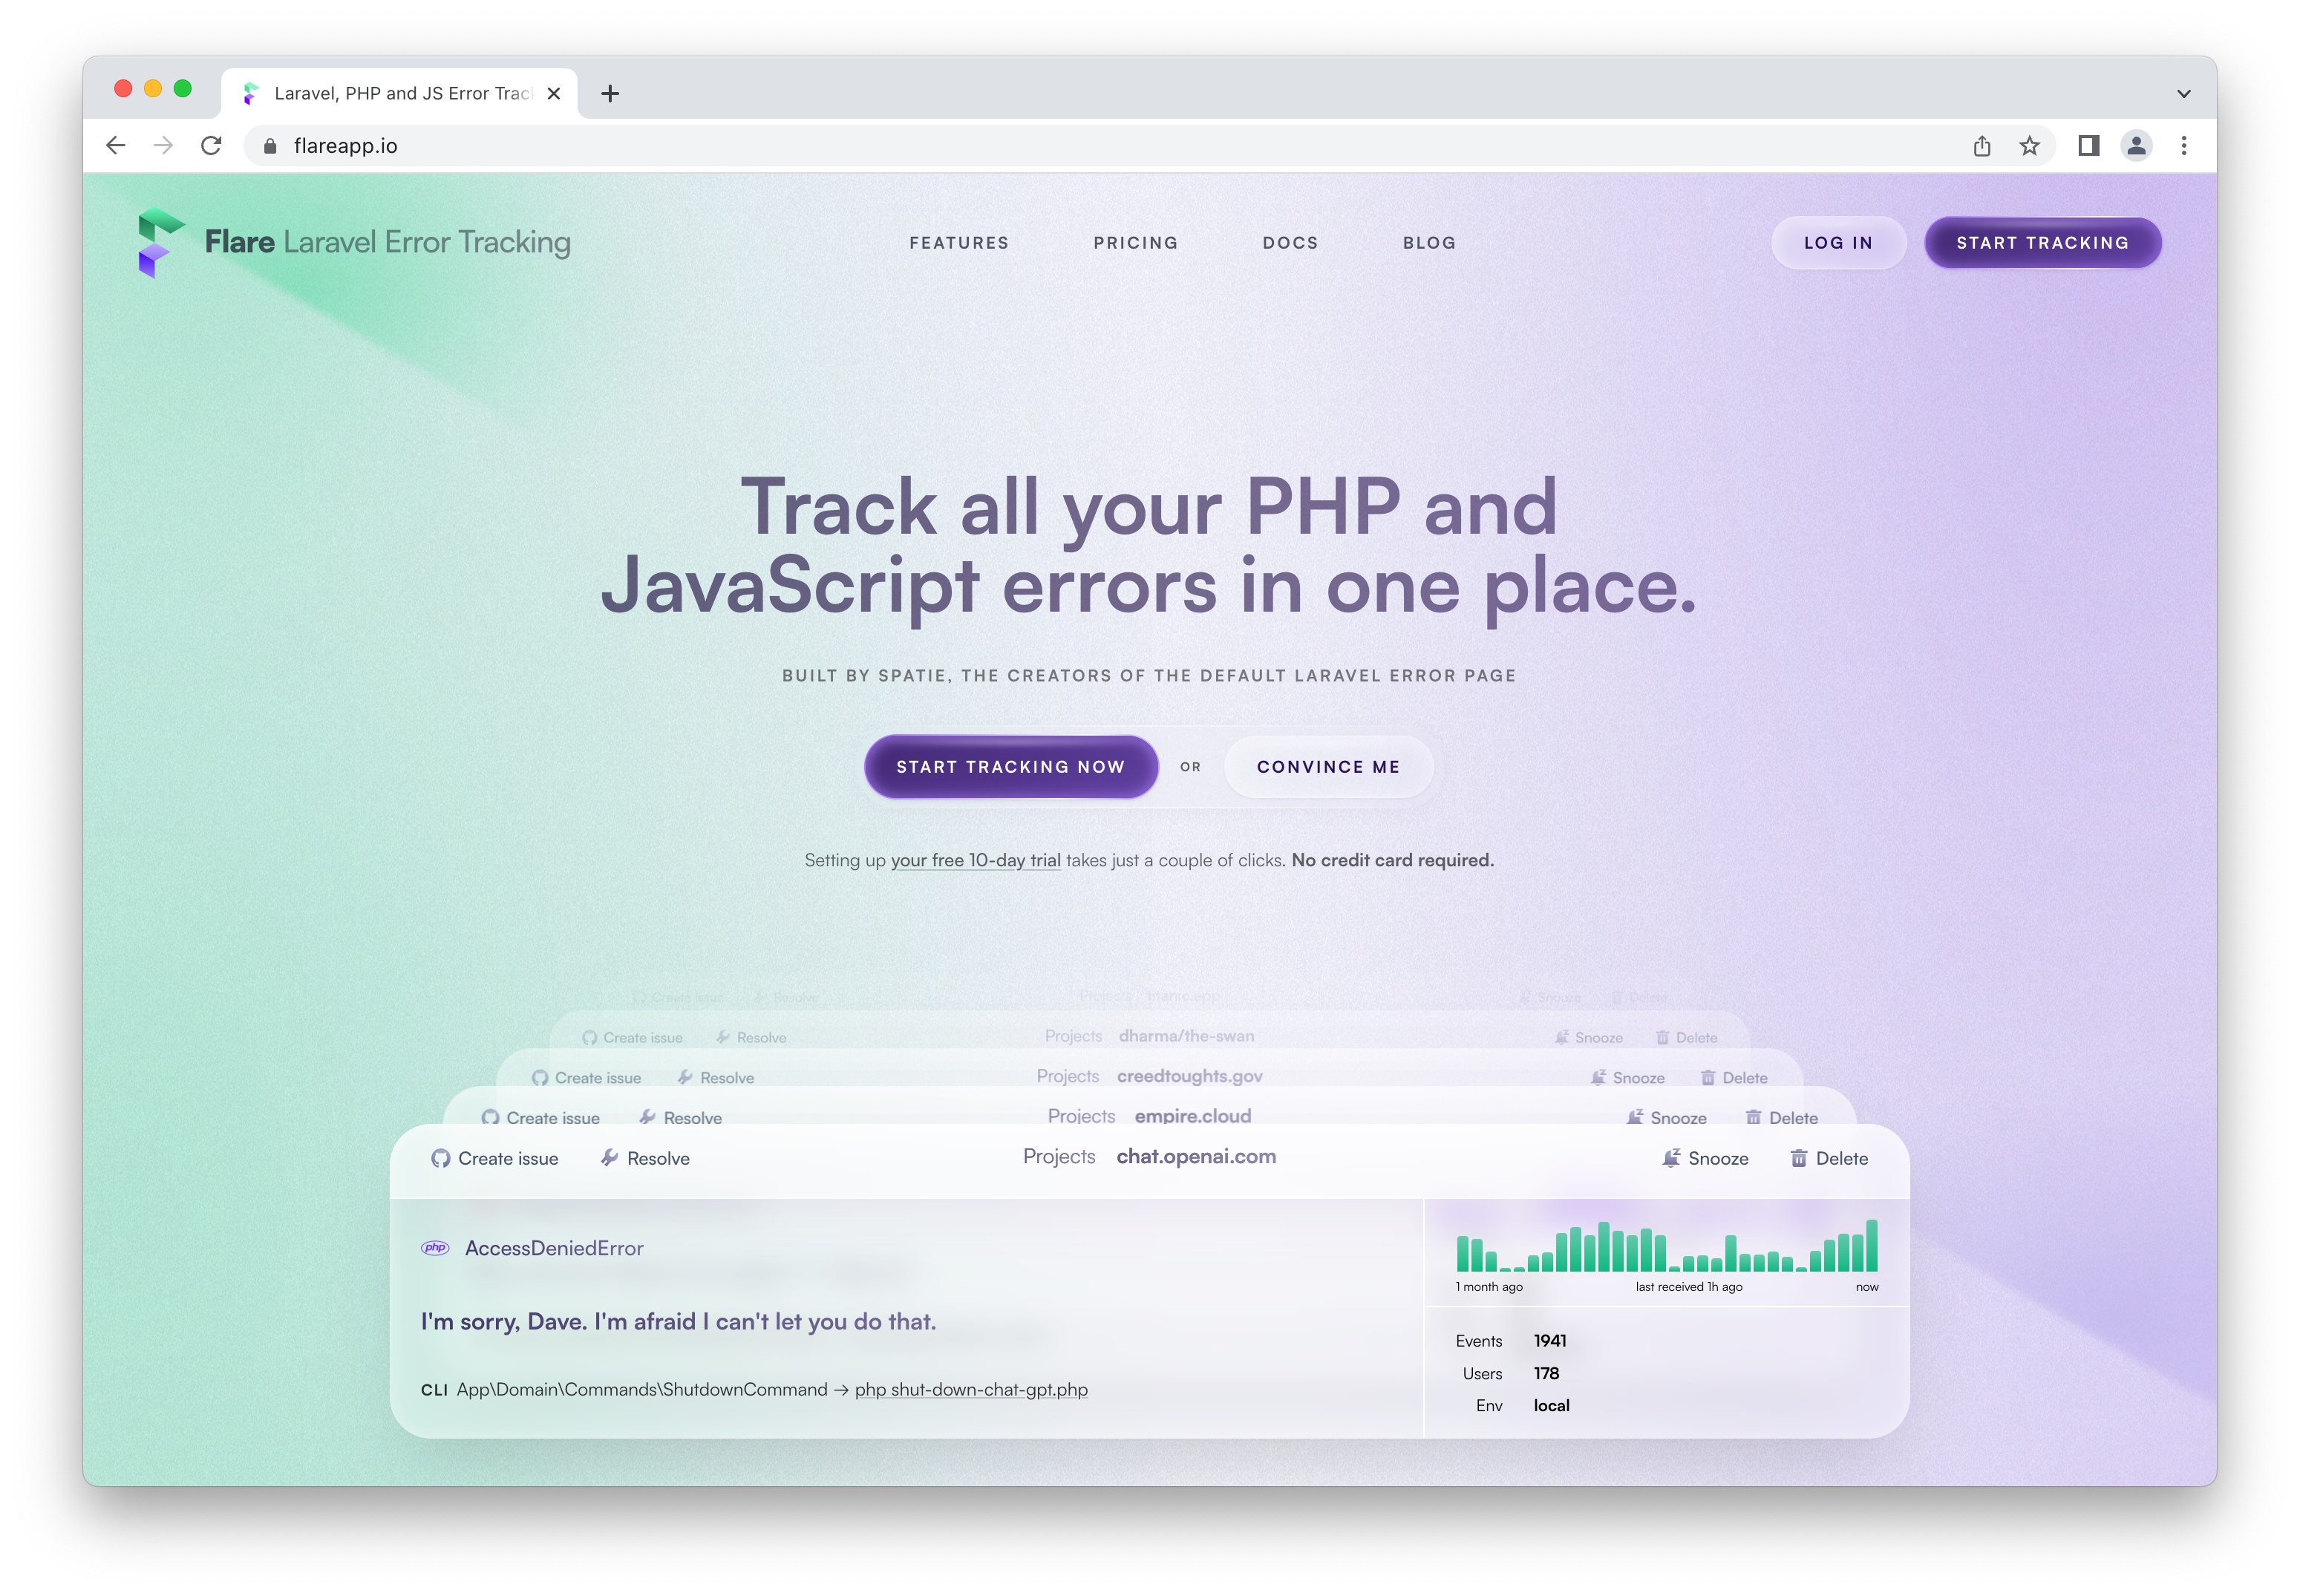 Laravel, PHP and JS Error Trac
flareapp.io
Flare Laravel Error Tracking
FEATURES
PRICING
DOCS
BLOG
LOG IN
START TRACKING
Track all your PHP and
JavaScript errors in one place.
BUILT BY SPATIE, THE CREATORS OF THE DEFAULT LARAVEL ERROR PAGE
START TRACKING NOW
OR
CONVINCE ME
Setting up your free 10-day trial takes just a couple of clicks. No credit card required.
Create issue Resolve Projects titanic.app Snooze Delete
Create issue Resolve Projects dharma/the-swan Snooze Delete
Create issue Resolve Projects creedtoughts.gov Snooze Delete
Create issue Resolve Projects empire.cloud Snooze Delete
Create issue Resolve Projects chat.openai.com Snooze Delete
php AccessDeniedError
I'm sorry, Dave. I'm afraid I can't let you do that.
CLI App\Domain\Commands\ShutdownCommand → php shut-down-chat-gpt.php
1 month ago last received 1h ago now
Events 1941
Users 178
Env local